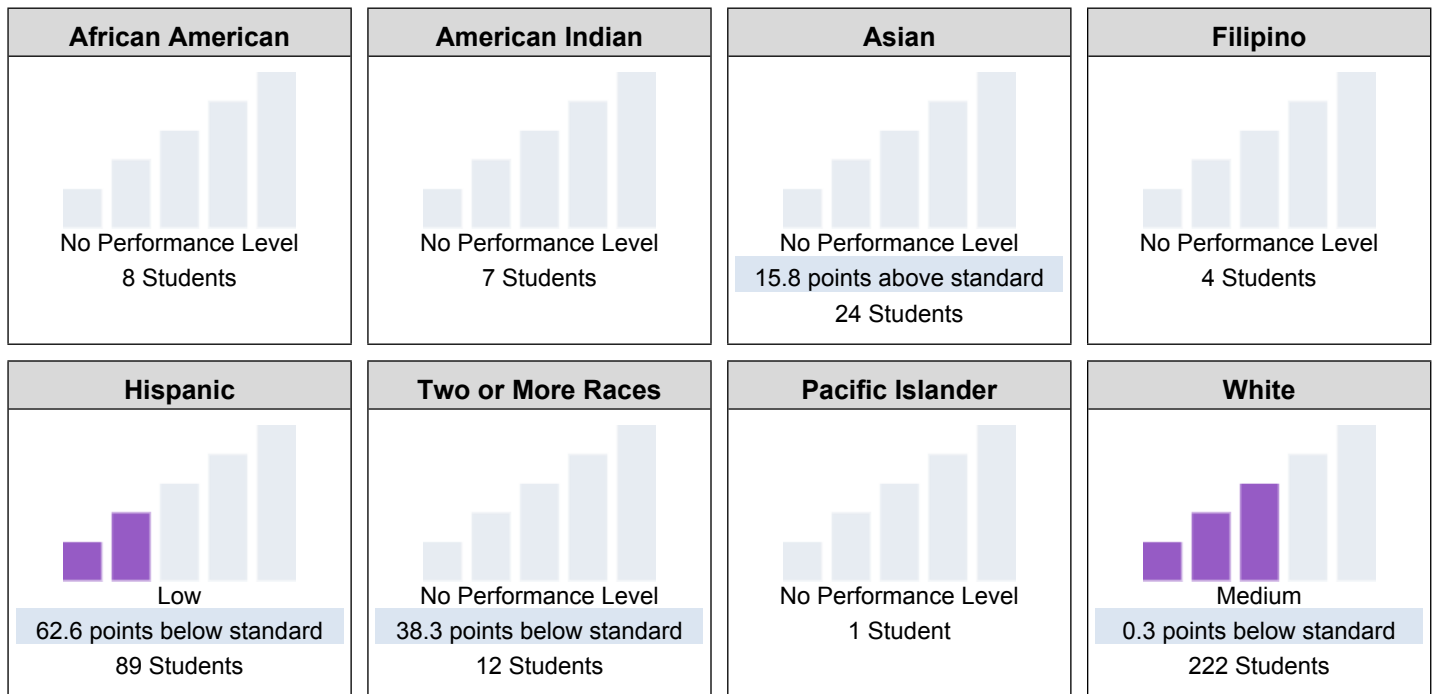 African American
No Performance Level
8 Students
American Indian
No Performance Level
7 Students
Asian
No Performance Level
15.8 points above standard
24 Students
Filipino
No Performance Level
4 Students
Hispanic
Low
62.6 points below standard
89 Students
Two or More Races
No Performance Level
38.3 points below standard
12 Students
Pacific Islander
No Performance Level
1 Student
White
Medium
0.3 points below standard
222 Students